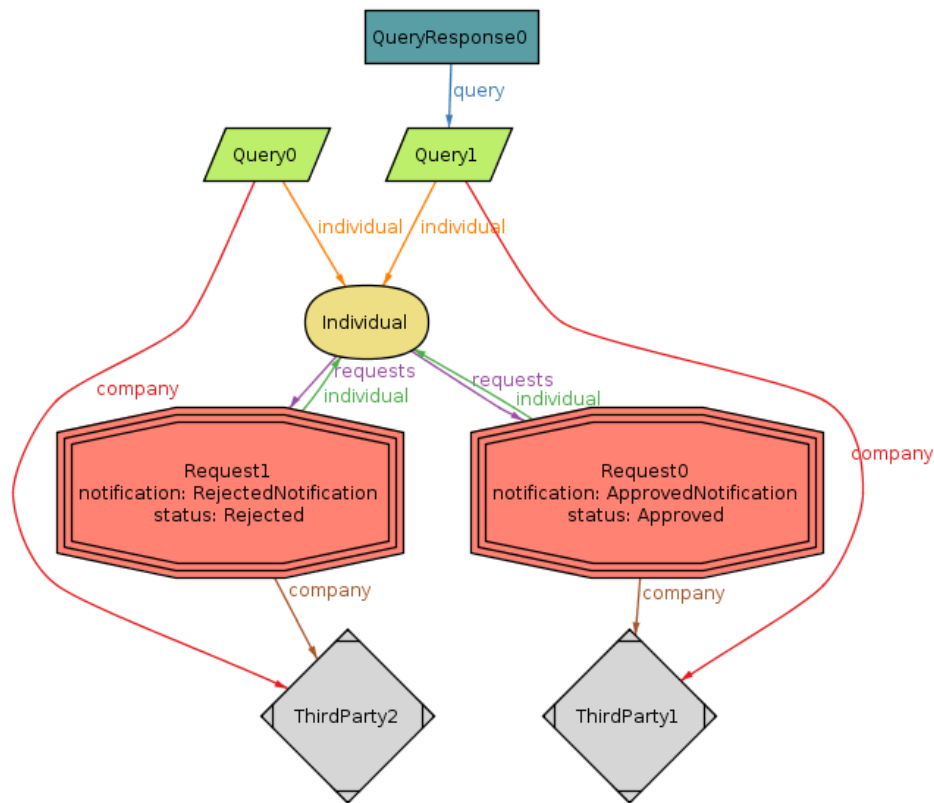 QueryResponse0
query
Query0
Query1
individual
individual
Individual
requests
individual
requests
individual
company
company
Request1
notification: RejectedNotification
status: Rejected
Request0
notification: ApprovedNotification
status: Approved
company
company
ThirdParty2
ThirdParty1